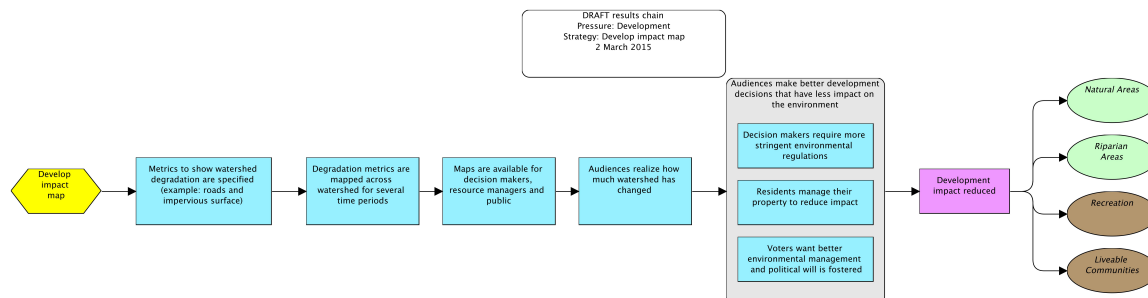 DRAFT results chain
Pressure: Development
Strategy: Develop impact map
2 March 2015
Develop
impact
map
Metrics to show watershed
degradation are specified
(example: roads and
impervious surface)
Degradation metrics are
mapped across
watershed for several
time periods
Maps are available for
decision makers,
resource managers and
public
Audiences realize how
much watershed has
changed
Audiences make better development
decisions that have less impact on
the environment
Decision makers require more
stringent environmental
regulations
Residents manage their
property to reduce impact
Voters want better
environmental management
and political will is fostered
Development
impact reduced
Natural Areas
Riparian
Areas
Recreation
Liveable
Communities